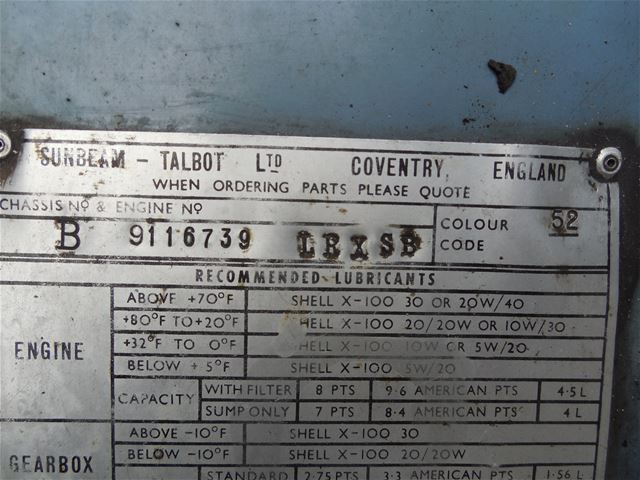 SUNBEAM – TALBOT LTD COVENTRY, ENGLAND
WHEN ORDERING PARTS PLEASE QUOTE
CHASSIS Nº & ENGINE Nº
B 9116739 LRXSB
COLOUR CODE 52
RECOMMENDED LUBRICANTS
ENGINE
ABOVE +70°F SHELL X-100 30 OR 20W/40
+80°F TO +20°F SHELL X-100 20/20W OR 10W/30
+32°F TO 0°F SHELL X-100 10W OR 5W/20
BELOW + 5°F SHELL X-100 5W/20
CAPACITY
WITH FILTER 8 PTS 9·6 AMERICAN PTS 4·5 L
SUMP ONLY 7 PTS 8·4 AMERICAN PTS 4 L
GEARBOX
ABOVE –10°F SHELL X-100 30
BELOW –10°F SHELL X-100 20/20W
STANDARD 2·75 PTS 3·3 AMERICAN PTS 1·56 L